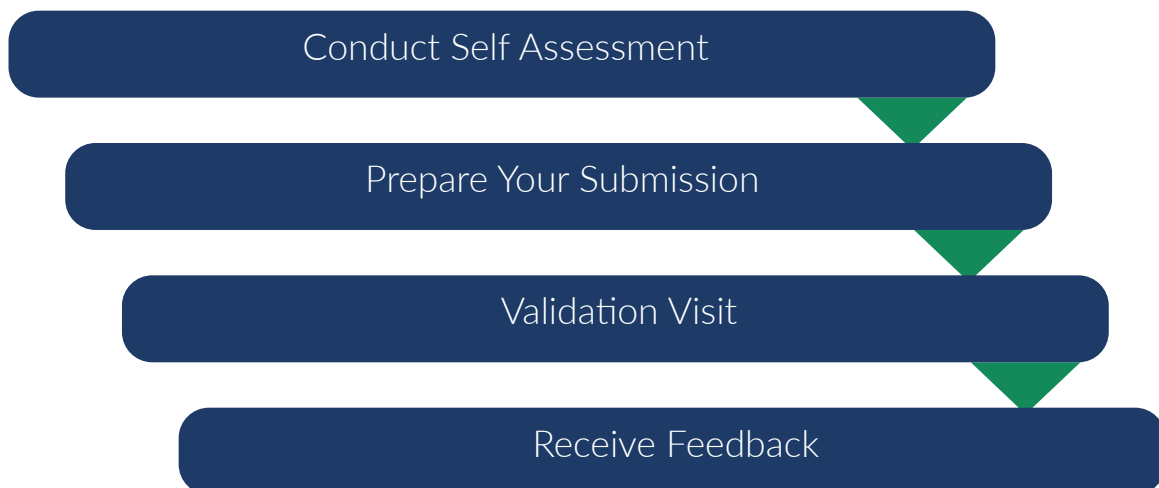 Conduct Self Assessment
Prepare Your Submission
Validation Visit
Receive Feedback